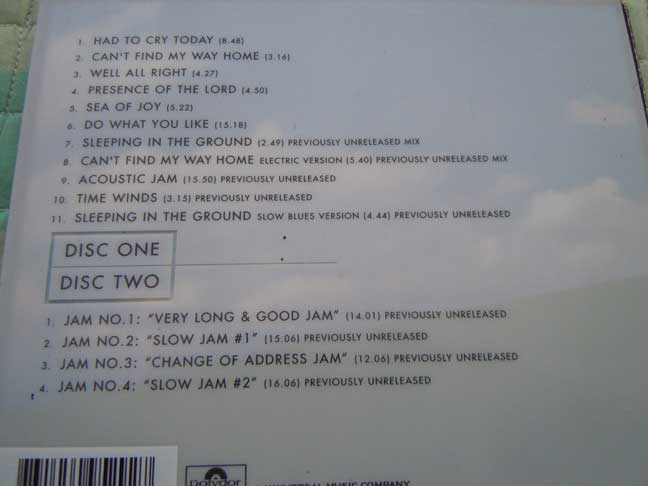 1. HAD TO CRY TODAY (8.48)
2. CAN'T FIND MY WAY HOME (3.16)
3. WELL ALL RIGHT (4.27)
4. PRESENCE OF THE LORD (4.50)
5. SEA OF JOY (5.22)
6. DO WHAT YOU LIKE (15.18)
7. SLEEPING IN THE GROUND (2.49) PREVIOUSLY UNRELEASED MIX
8. CAN'T FIND MY WAY HOME ELECTRIC VERSION (5.40) PREVIOUSLY UNRELEASED MIX
9. ACOUSTIC JAM (15.50) PREVIOUSLY UNRELEASED
10. TIME WINDS (3.15) PREVIOUSLY UNRELEASED
11. SLEEPING IN THE GROUND SLOW BLUES VERSION (4.44) PREVIOUSLY UNRELEASED
DISC ONE
DISC TWO
1. JAM NO.1: “VERY LONG & GOOD JAM” (14.01) PREVIOUSLY UNRELEASED
2. JAM NO.2: “SLOW JAM #1” (15.06) PREVIOUSLY UNRELEASED
3. JAM NO.3: “CHANGE OF ADDRESS JAM” (12.06) PREVIOUSLY UNRELEASED
4. JAM NO.4: “SLOW JAM #2” (16.06) PREVIOUSLY UNRELEASED
polydor
UNIVERSAL MUSIC COMPANY